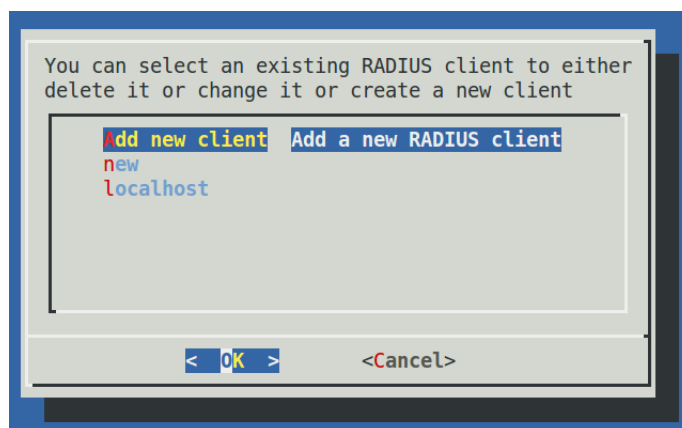 You can select an existing RADIUS client to either
delete it or change it or create a new client
Add new client  Add a new RADIUS client
new
localhost
<  OK  >  <Cancel>